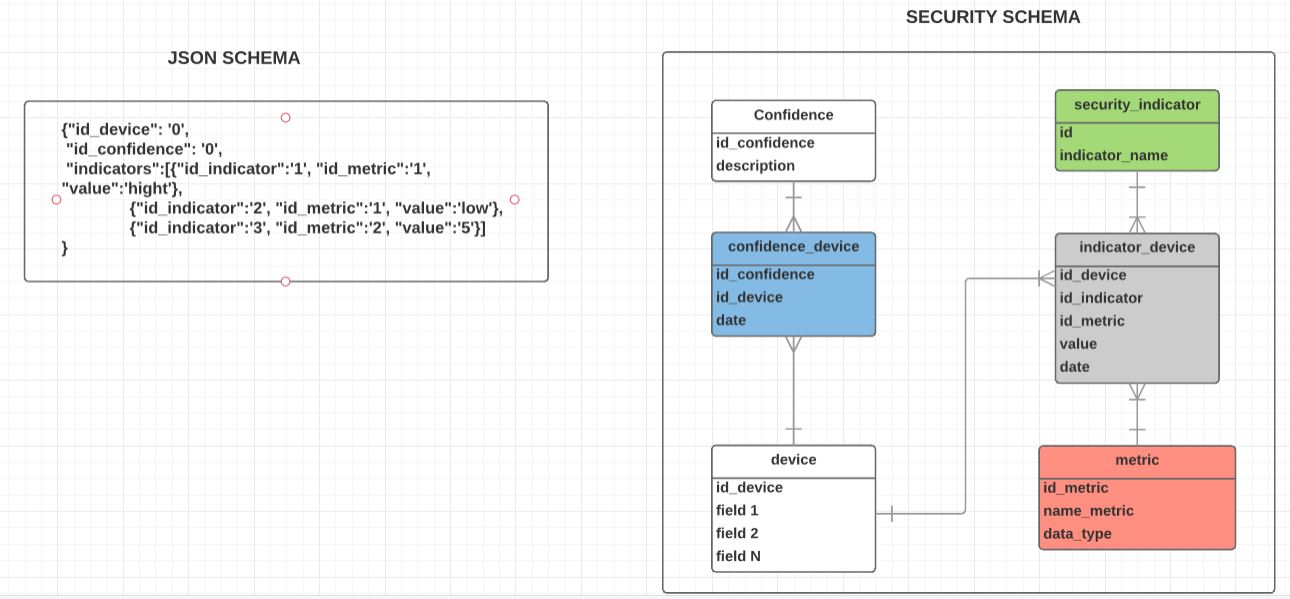 SECURITY SCHEMA
JSON SCHEMA
{"id_device": '0',
"id_confidence": '0',
"indicators":[{"id_indicator":'1', "id_metric":'1',
"value":'hight'},
{"id_indicator":'2', "id_metric":'1', "value":'low'},
{"id_indicator":'3', "id_metric":'2', "value":'5'}]
}
Confidence
id_confidence
description
confidence_device
id_confidence
id_device
date
device
id_device
field 1
field 2
field N
security_indicator
id
indicator_name
indicator_device
id_device
id_indicator
id_metric
value
date
metric
id_metric
name_metric
data_type